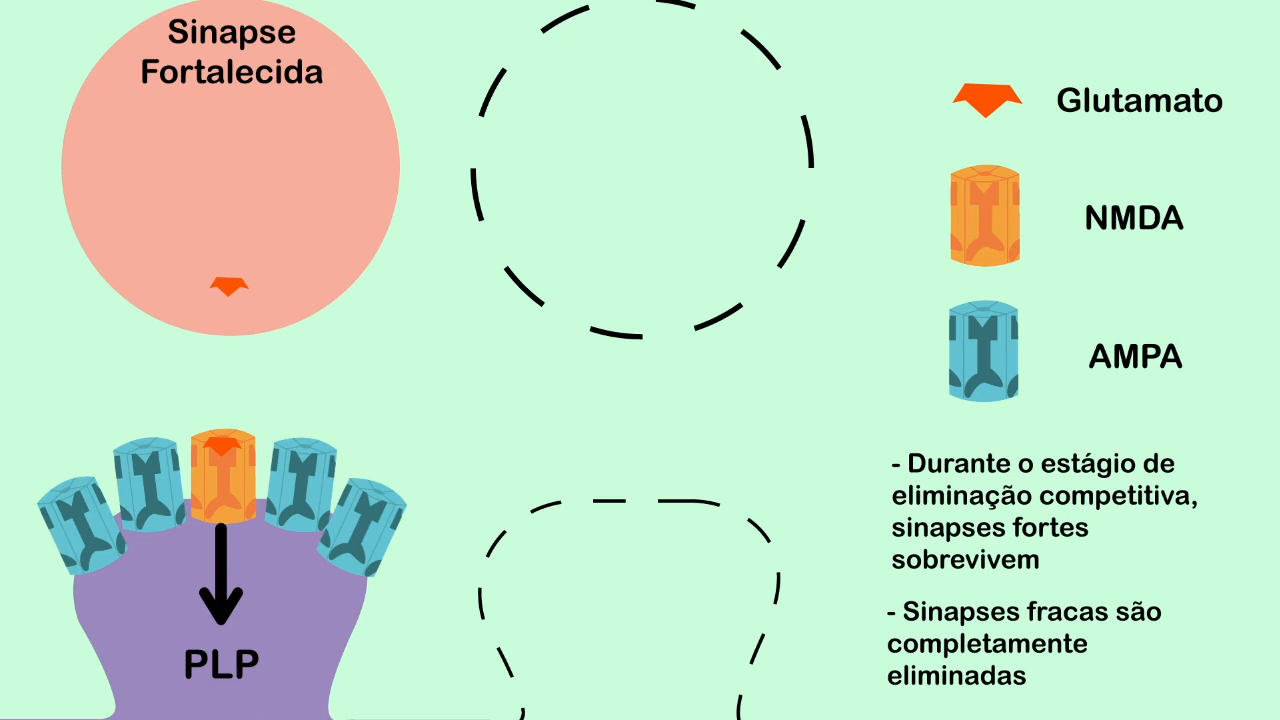 Sinapse
Fortalecida
Glutamato
NMDA
AMPA
- Durante o estágio de
eliminação competitiva,
sinapses fortes
sobrevivem
- Sinapses fracas são
completamente
eliminadas
PLP